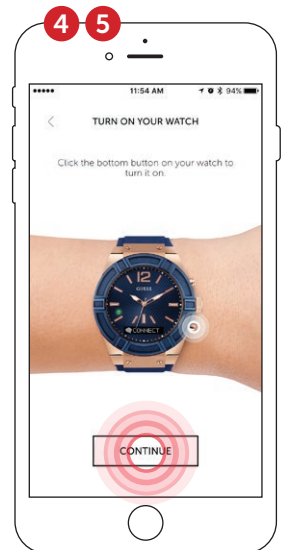 4 5
11:54 AM 94%
TURN ON YOUR WATCH
Click the bottom button on your watch to
turn it on.
12
GUESS
CONNECT
CONTINUE